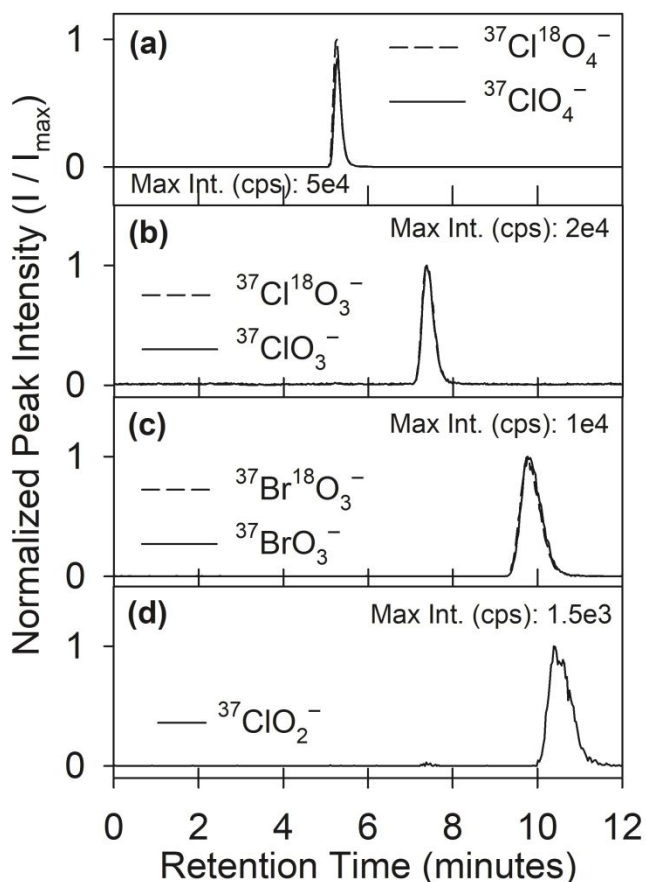 Normalized Peak Intensity (I / Imax)
(a)
³⁷Cl¹⁸O₄⁻
³⁷ClO₄⁻
1
0
Max Int. (cps): 5e4
(b)
Max Int. (cps): 2e4
1
³⁷Cl¹⁸O₃⁻
³⁷ClO₃⁻
0
(c)
Max Int. (cps): 1e4
1
³⁷Br¹⁸O₃⁻
³⁷BrO₃⁻
0
(d)
Max Int. (cps): 1.5e3
1
³⁷ClO₂⁻
0
0 2 4 6 8 10 12
Retention Time (minutes)